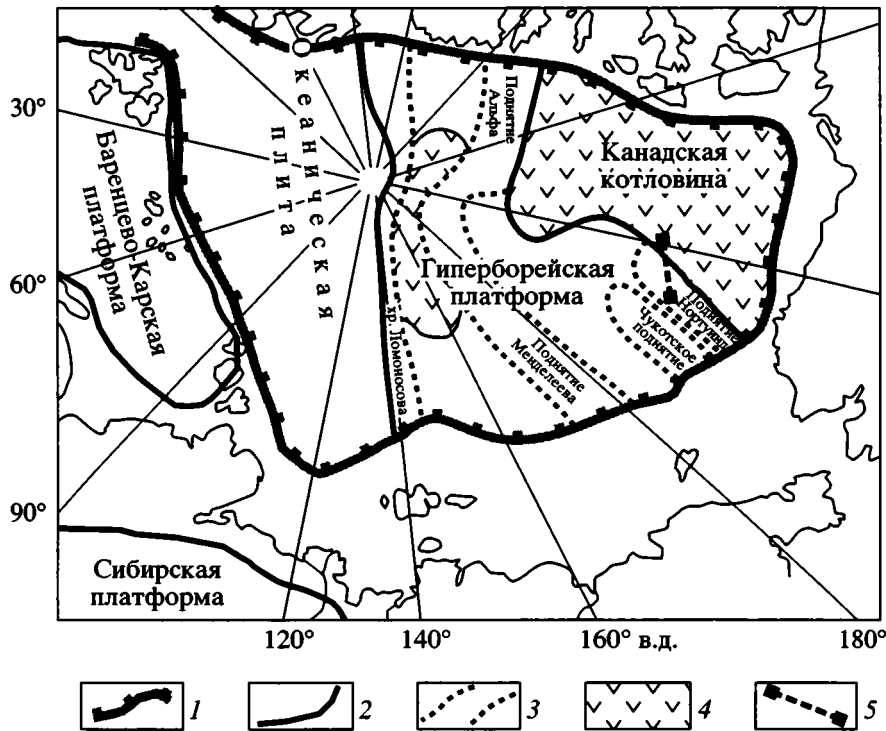 30°
60°
90°
120°
140°
160° в.д.
180°
Баренцево-Карская
платформа
Океаническая
плита
Поднятие
Альфа
Канадская
котловина
Гиперборейская
платформа
хр. Ломоносова
Поднятие
Менделеева
Чукотское
поднятие
Поднятие
Нортуинд
Сибирская
платформа
1
2
3
4
5